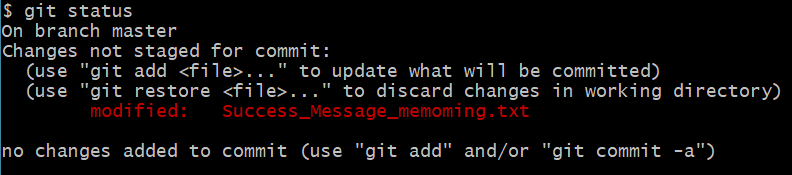 $ git status
On branch master
Changes not staged for commit:
  (use "git add <file>..." to update what will be committed)
  (use "git restore <file>..." to discard changes in working directory)
        modified:   Success_Message_memoming.txt

no changes added to commit (use "git add" and/or "git commit -a")